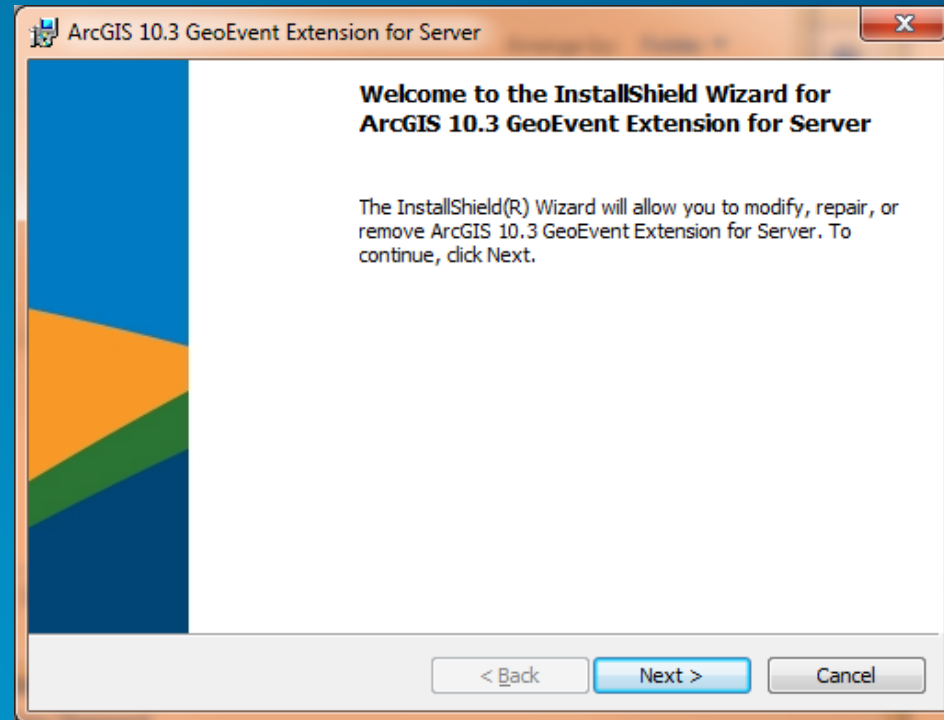 ArcGIS 10.3 GeoEvent Extension for Server
Welcome to the InstallShield Wizard for
ArcGIS 10.3 GeoEvent Extension for Server
The InstallShield(R) Wizard will allow you to modify, repair, or
remove ArcGIS 10.3 GeoEvent Extension for Server. To
continue, click Next.
< Back
Next >
Cancel